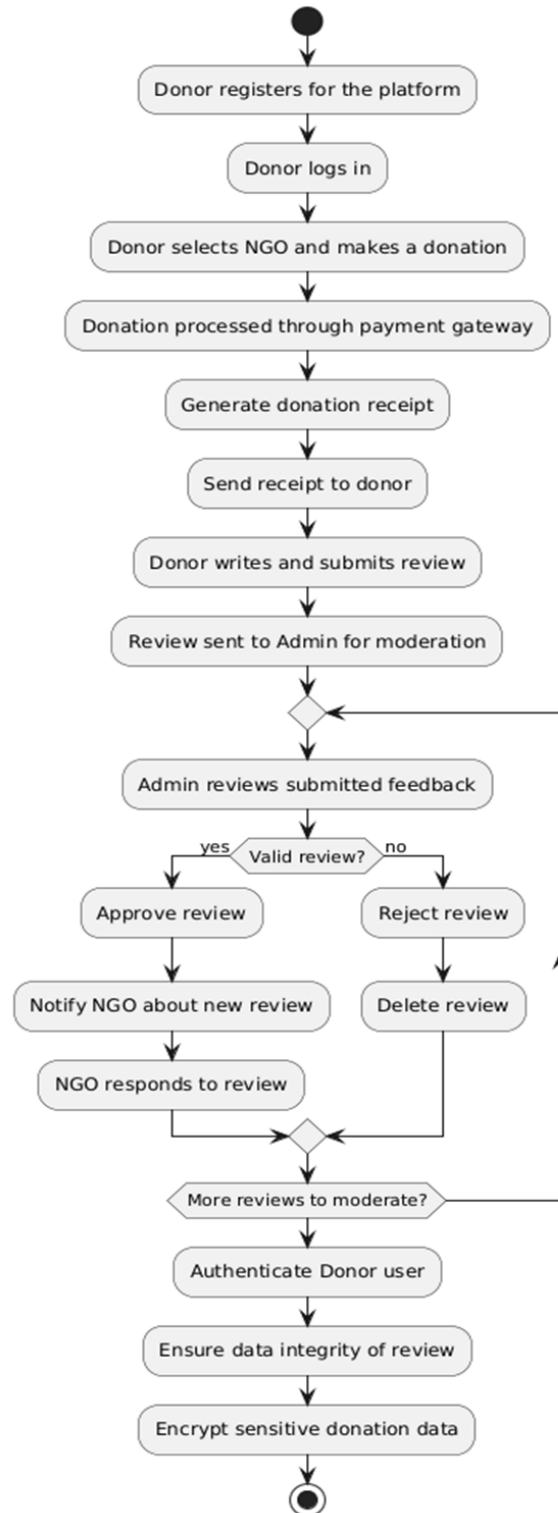 Donor registers for the platform
Donor logs in
Donor selects NGO and makes a donation
Donation processed through payment gateway
Generate donation receipt
Send receipt to donor
Donor writes and submits review
Review sent to Admin for moderation
Admin reviews submitted feedback
yes
Valid review?
no
Approve review
Reject review
Notify NGO about new review
Delete review
NGO responds to review
More reviews to moderate?
Authenticate Donor user
Ensure data integrity of review
Encrypt sensitive donation data